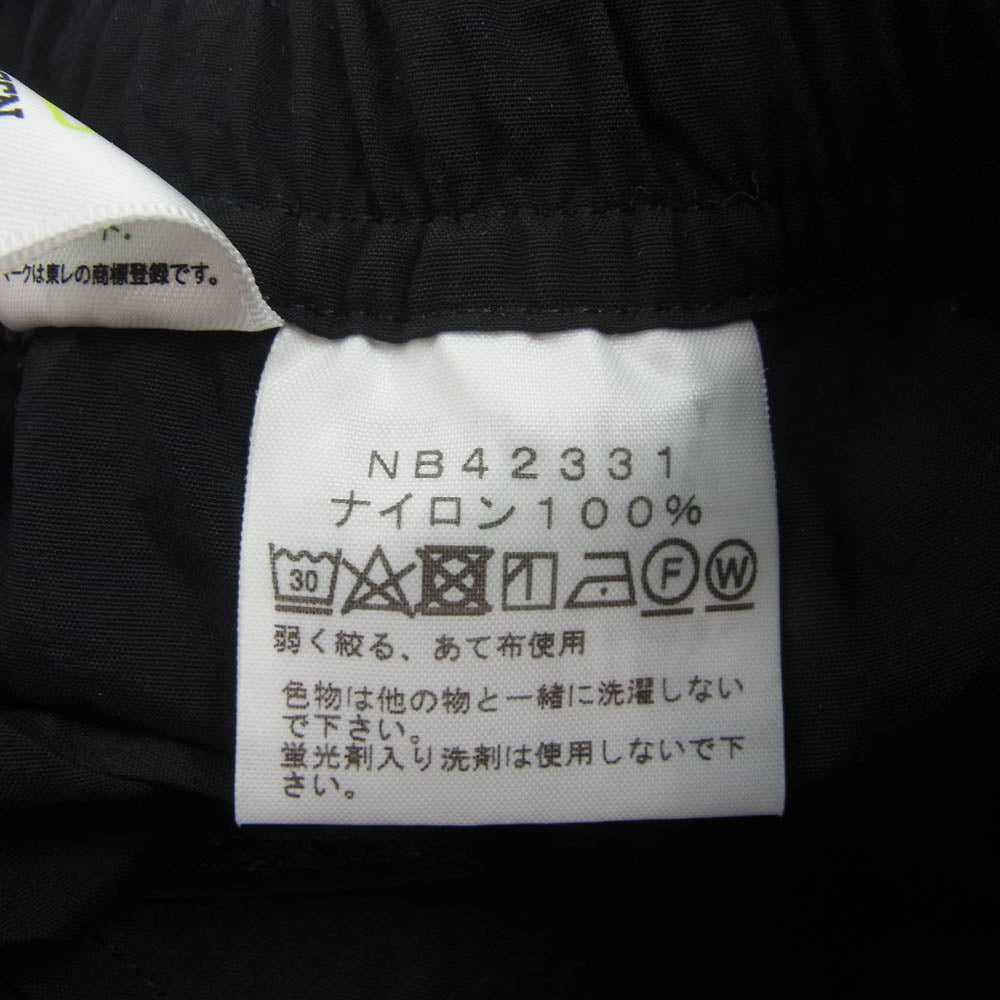 ド.
マークは東レの商標登録です。
NB42331
ナイロン100%
30 F W
弱く絞る、あて布使用
色物は他の物と一緒に洗濯しない
で下さい。
蛍光剤入り洗剤は使用しないで下
さい。